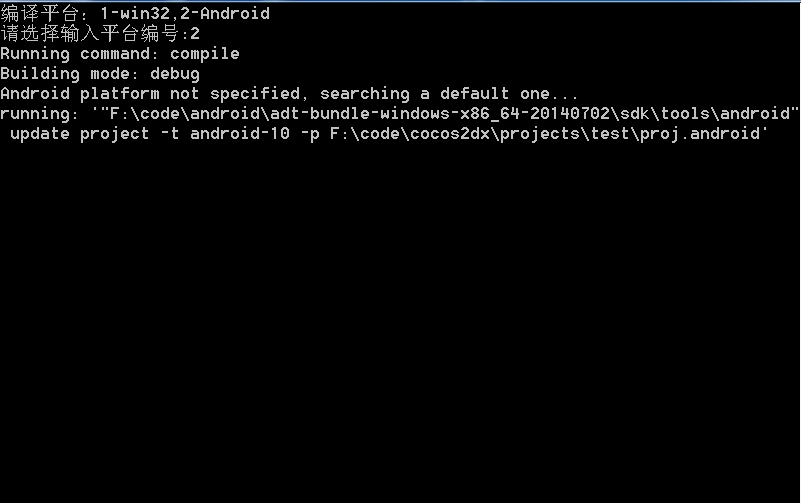 编译平台：1-win32,2-Android
请选择输入平台编号:2
Running command: compile
Building mode: debug
Android platform not specified, searching a default one...
running: '"F:\code\android\adt-bundle-windows-x86_64-20140702\sdk\tools\android"
update project -t android-10 -p F:\code\cocos2dx\projects\test\proj.android'